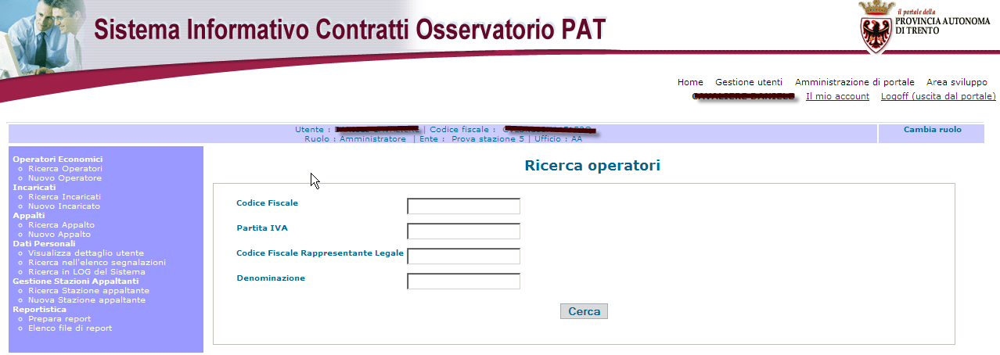 Sistema Informativo Contratti Osservatorio PAT
il portale della
PROVINCIA AUTONOMA
DI TRENTO
Home Gestione utenti Amministrazione di portale Area sviluppo
Il mio account Logoff (uscita dal portale)
Utente : | Codice fiscale :
Ruolo : Amministratore | Ente : Prova stazione 5 | Ufficio : AA
Cambia ruolo
Operatori Economici
Ricerca Operatori
Nuovo Operatore
Incaricati
Ricerca Incaricati
Nuovo Incaricato
Appalti
Ricerca Appalto
Nuovo Appalto
Dati Personali
Visualizza dettaglio utente
Ricerca nell'elenco segnalazioni
Ricerca in LOG del Sistema
Gestione Stazioni Appaltanti
Ricerca Stazione appaltante
Nuova Stazione appaltante
Reportistica
Prepara report
Elenco file di report
Ricerca operatori
Codice Fiscale
Partita IVA
Codice Fiscale Rappresentante Legale
Denominazione
Cerca